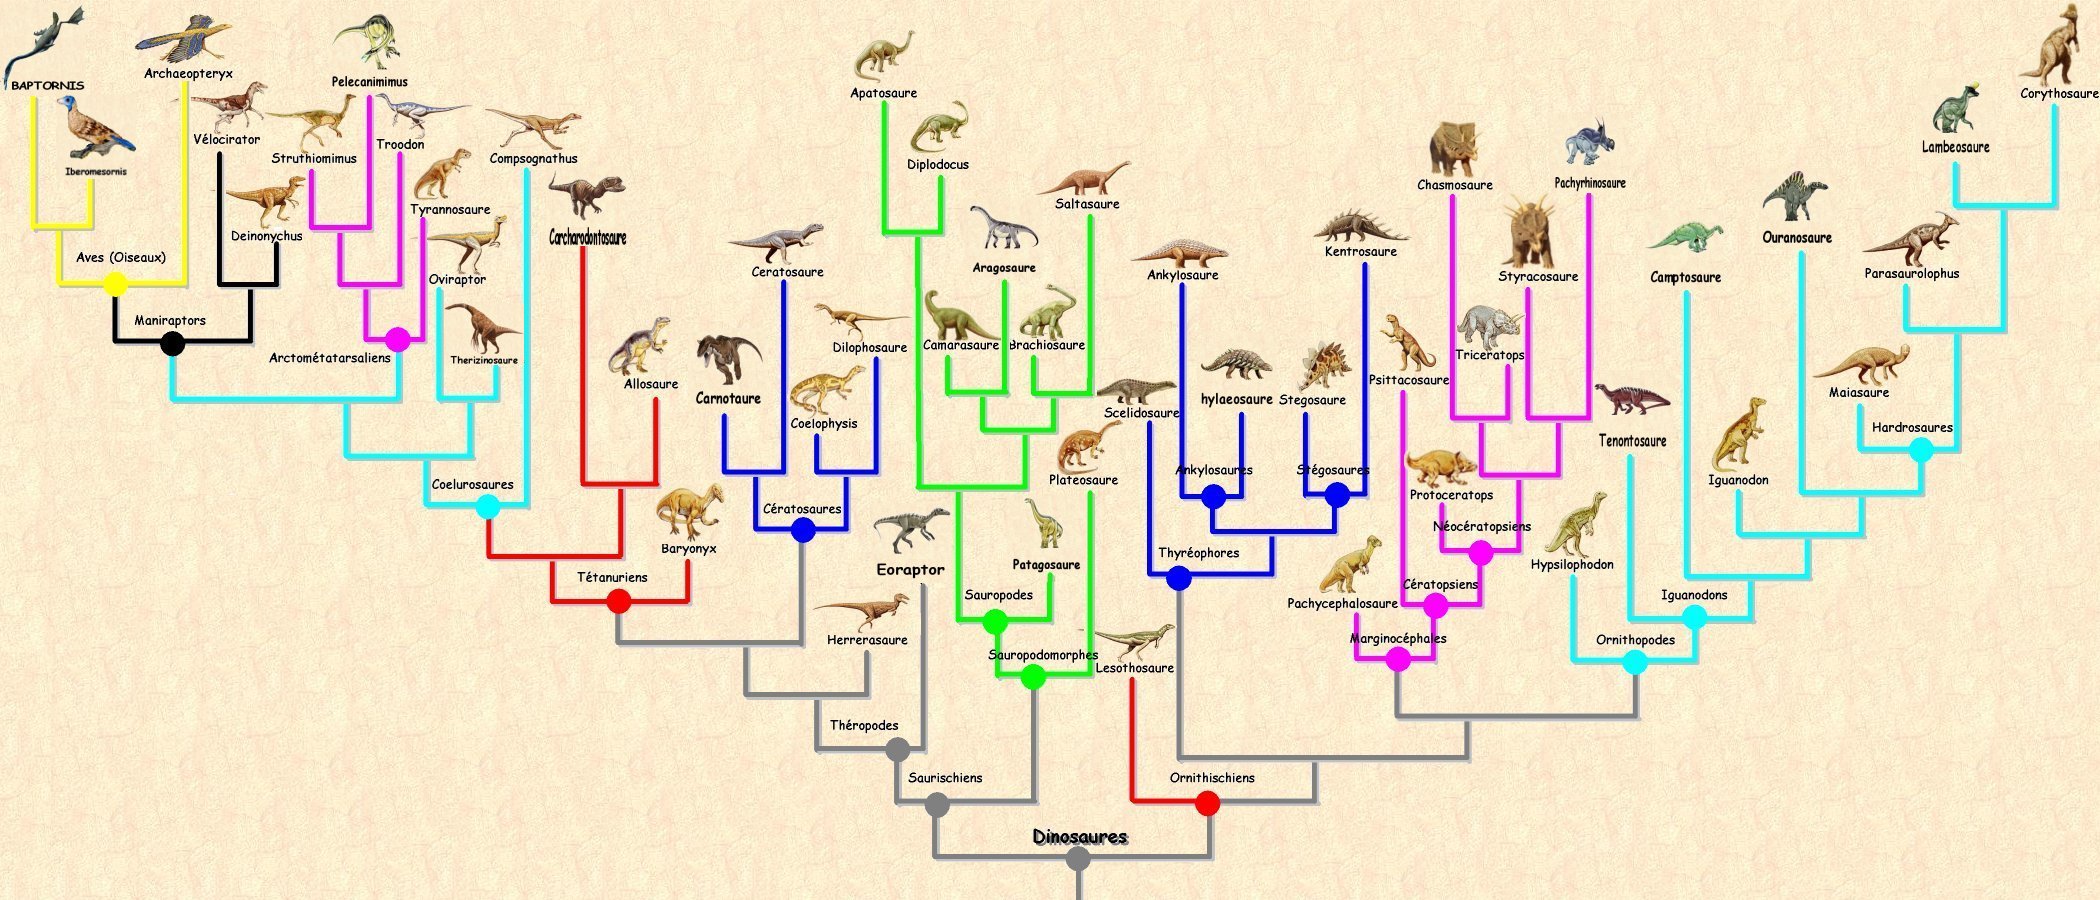 BAPTORNIS
Archaeopteryx
Pelecanimimus
Apatosaure
Corythosaure
Vélocirator
Troodon
Lambeosaure
Iberomesornis
Struthiomimus
Compsognathus
Diplodocus
Chasmosaure
Pachyrhinosaure
Tyrannosaure
Saltasaure
Deinonychus
Carcharodontosaure
Ouranosaure
Aves (Oiseaux)
Oviraptor
Ceratosaure
Aragosaure
Ankylosaure
Kentrosaure
Styracosaure
Camptosaure
Parasaurolophus
Maniraptors
Arctométatarsaliens
Therizinosaure
Dilophosaure
Camarasaure
Brachiosaure
Triceratops
Allosaure
Carnotaure
Psittacosaure
Maiasaure
Coelophysis
Scelidosaure
hylaeosaure
Stegosaure
Hardrosaures
Tenontosaure
Coelurosaures
Plateosaure
Ankylosaures
Stégosaures
Protoceratops
Iguanodon
Cératosaures
Néocératopsiens
Baryonyx
Eoraptor
Patagosaure
Thyréophores
Hypsilophodon
Tétanuriens
Sauropodes
Cératopsiens
Iguanodons
Pachycephalosaure
Herrerasaure
Marginocéphales
Ornithopodes
Sauropodomorphes
Lesothosaure
Théropodes
Saurischiens
Ornithischiens
Dinosaures